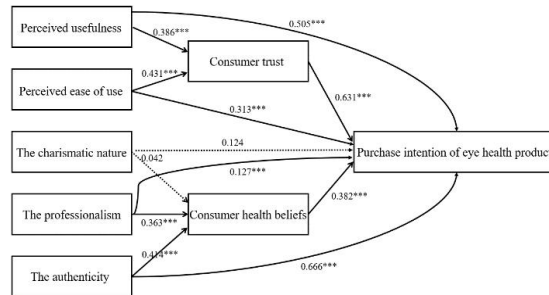 Perceived usefulness
0.505***
0.386***
Consumer trust
0.431***
Perceived ease of use
0.631***
0.313***
The charismatic nature
0.124
0.042
Purchase intention of eye health product
0.127***
The professionalism
0.363***
Consumer health beliefs
0.382***
0.414***
The authenticity
0.666***